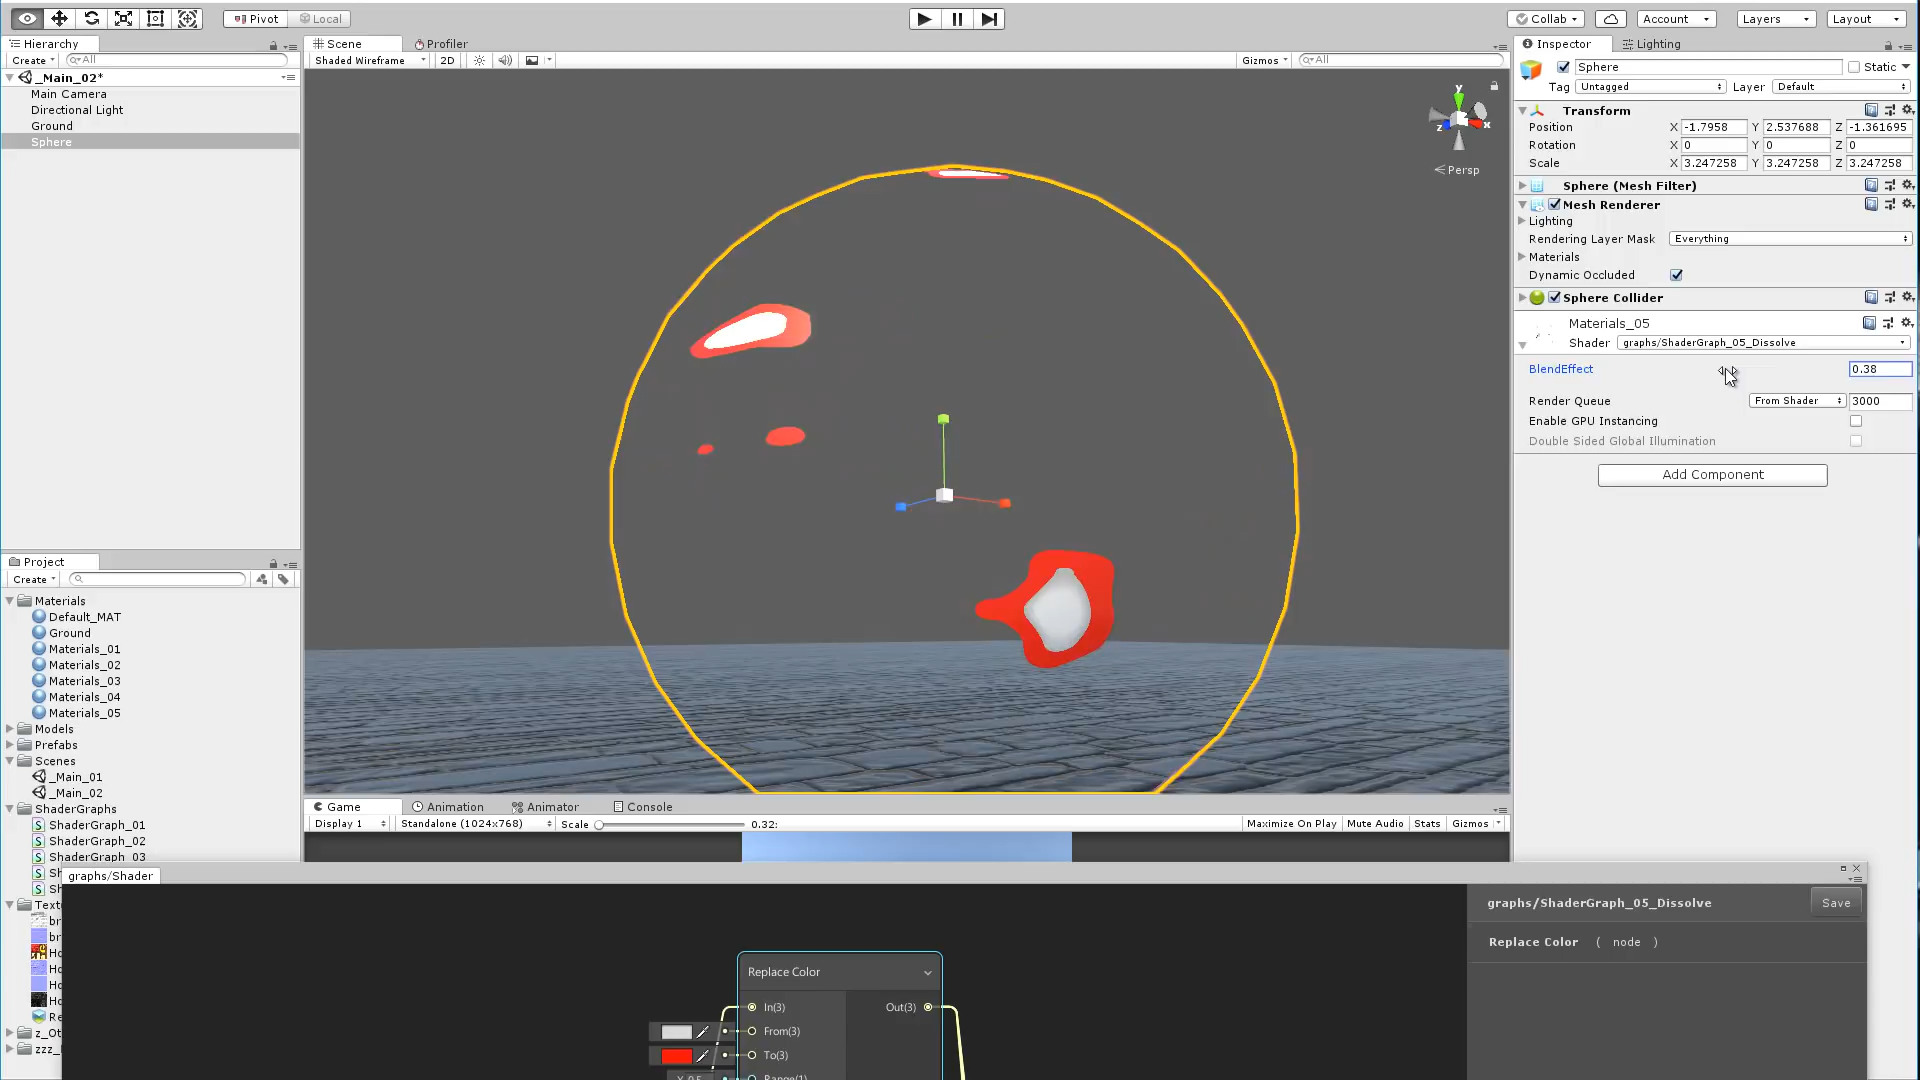 Pivot Local
Collab Account Layers Layout
Hierarchy
Create All
_Main_02*
Main Camera
Directional Light
Ground
Sphere
Scene Profiler
Shaded Wireframe 2D Gizmos All
y
z x
Persp
Inspector Lighting
Sphere Static
Tag Untagged Layer Default
Transform
Position X -1.7958 Y 2.537688 Z -1.361695
Rotation X 0 Y 0 Z 0
Scale X 3.247258 Y 3.247258 Z 3.247258
Sphere (Mesh Filter)
Mesh Renderer
Lighting
Rendering Layer Mask Everything
Materials
Dynamic Occluded
Sphere Collider
Materials_05
Shader graphs/ShaderGraph_05_Dissolve
BlendEffect 0.38
Render Queue From Shader 3000
Enable GPU Instancing
Double Sided Global Illumination
Add Component
Project
Create
Materials
Default_MAT
Ground
Materials_01
Materials_02
Materials_03
Materials_04
Materials_05
Models
Prefabs
Scenes
_Main_01
_Main_02
ShaderGraphs
ShaderGraph_01
ShaderGraph_02
ShaderGraph_03
Game Animation Animator Console
Display 1 Standalone (1024x768) Scale 0.32: Maximize On Play Mute Audio Stats Gizmos
graphs/Shader
graphs/ShaderGraph_05_Dissolve Save
Replace Color ( node )
Replace Color
In(3) Out(3)
From(3)
To(3)
X 0.5 Range(1)